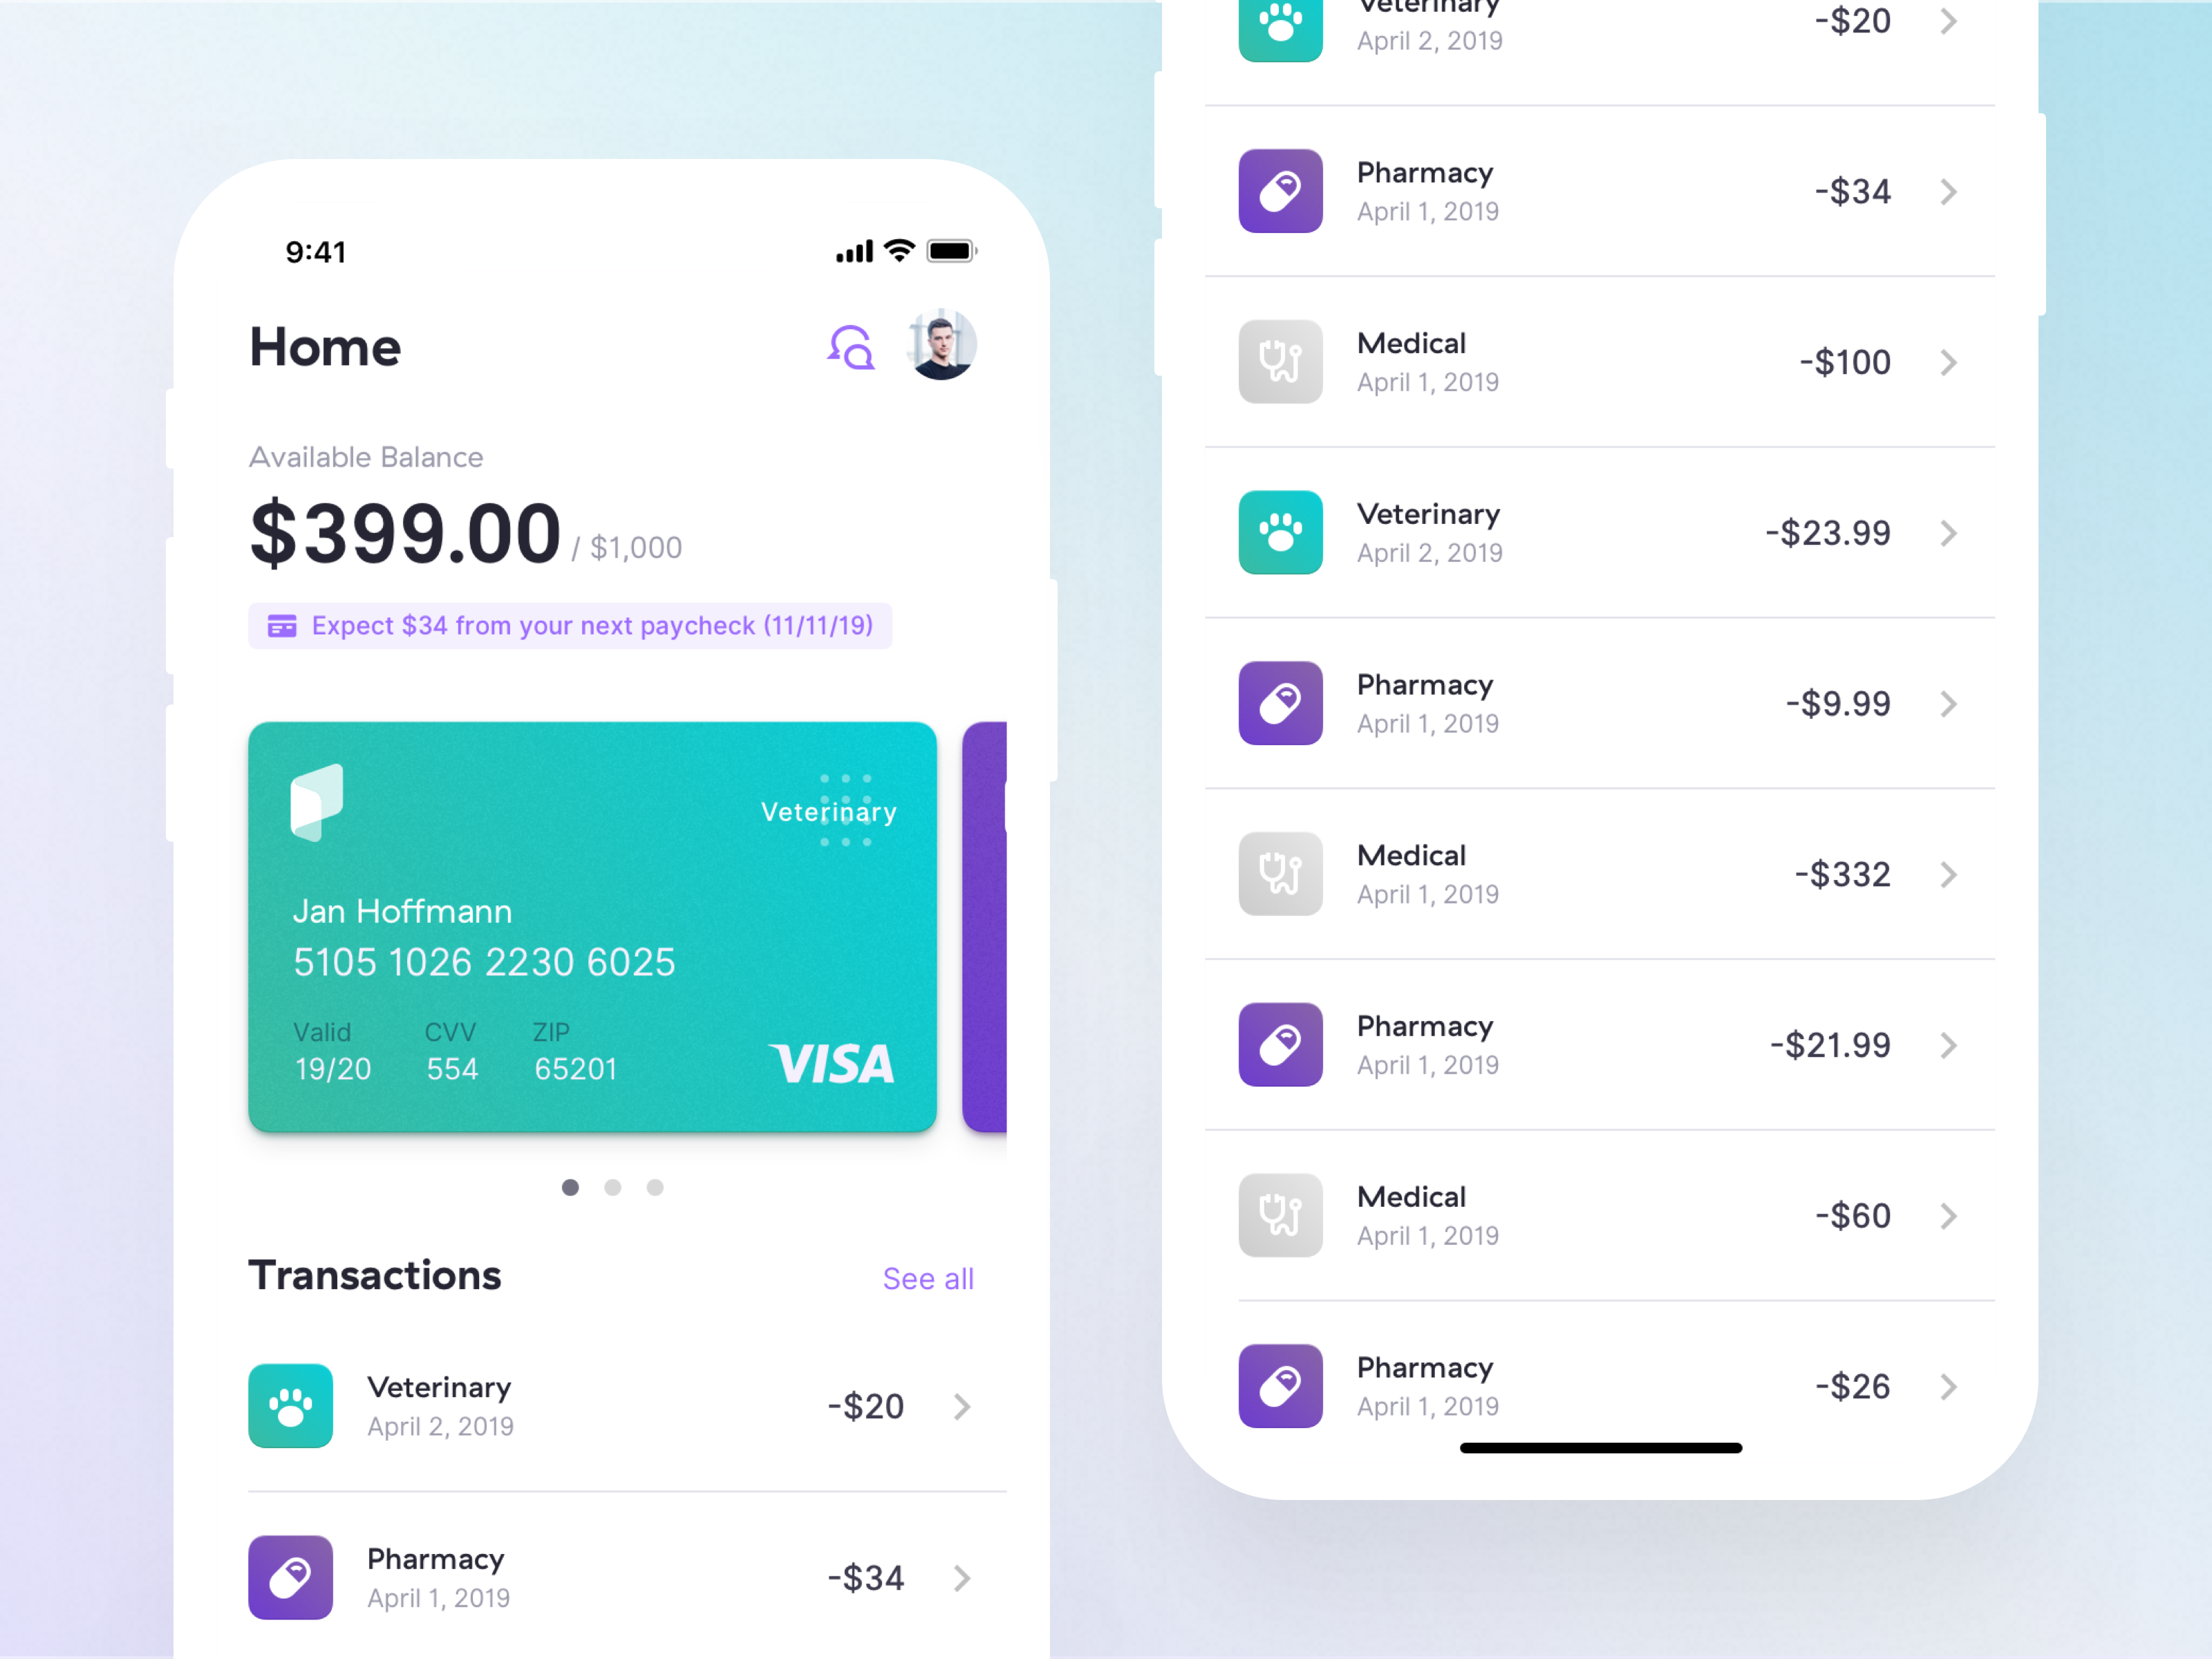 9:41
Home
Available Balance
$399.00 / $1,000
Expect $34 from your next paycheck (11/11/19)
Veterinary
Jan Hoffmann
5105 1026 2230 6025
Valid CVV ZIP
19/20 554 65201
VISA
Transactions See all
Veterinary
April 2, 2019
-$20
Pharmacy
April 1, 2019
-$34
Veterinary
April 2, 2019
-$20
Pharmacy
April 1, 2019
-$34
Medical
April 1, 2019
-$100
Veterinary
April 2, 2019
-$23.99
Pharmacy
April 1, 2019
-$9.99
Medical
April 1, 2019
-$332
Pharmacy
April 1, 2019
-$21.99
Medical
April 1, 2019
-$60
Pharmacy
April 1, 2019
-$26